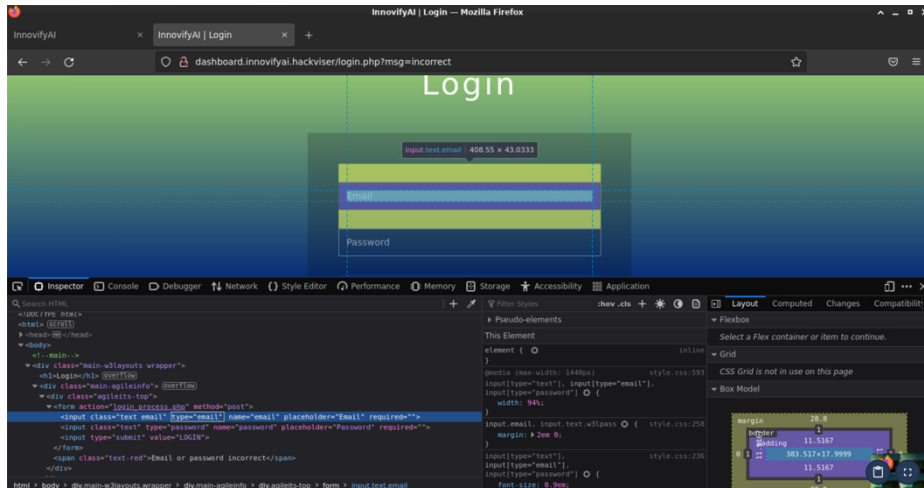 InnovifyAI | Login — Mozilla Firefox
InnovifyAI
InnovifyAI | Login
dashboard.innovifyai.hackviser/login.php?msg=incorrect
Login
input.text.email | 408.55 × 43.0333
Email
Password
Inspector Console Debugger Network {} Style Editor Performance Memory Storage Accessibility Application
Search HTML
<!DOCTYPE html>
<html> scroll
<head> </head>
<body>
<!--main-->
<div class="main-w3layouts wrapper"> overflow
<h1>Login</h1> overflow
<div class="main-agileinfo"> overflow
<div class="agileits-top">
<form action="login_process.php" method="post">
<input class="text email" type="email" name="email" placeholder="Email" required="">
<input class="text" type="password" name="password" placeholder="Password" required="">
<input type="submit" value="LOGIN">
</form>
<span class="text-red">Email or password incorrect</span>
</div>
html > body > div.main-w3layouts.wrapper > div.main-agileinfo > div.agileits-top > form > input.text.email
Filter Styles :hov .cls
Pseudo-elements
This Element
element { inline
}
@media (max-width: 1440px) style.css:593
input[type="text"], input[type="email"],
input[type="password"] {
width: 94%;
}
input.email, input.text.w3lpass { style.css:258
margin: 2em 0;
}
input[type="text"], style.css:236
input[type="email"],
input[type="password"] {
font-size: 0.9em;
Layout Computed Changes Compatibility
Flexbox
Select a Flex container or item to continue.
Grid
CSS Grid is not in use on this page
Box Model
margin 28.8
border 1
padding 11.5167
0 1 383.517×17.9999
11.5167
1